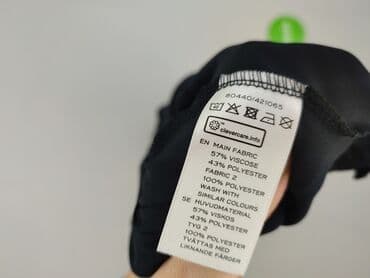 80440/421065
™
clevercare.info
EN MAIN FABRIC
57% VISCOSE
43% POLYESTER
FABRIC 2
100% POLYESTER
WASH WITH
SIMILAR COLOURS
SE HUVUDMATERIAL
57% VISKOS
43% POLYESTER
TYG 2
100% POLYESTER
TVÄTTAS MED
LIKNANDE FÄRGER